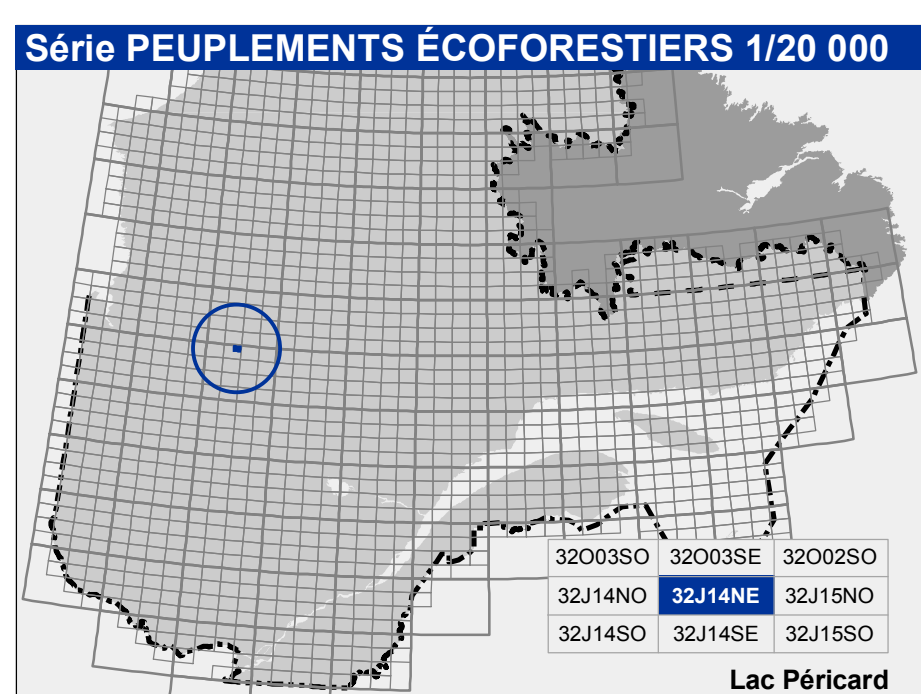 Série PEUPLEMENTS ÉCOFORESTIERS 1/20 000
32O03SO 32O03SE 32O02SO
32J14NO 32J14NE 32J15NO
32J14SO 32J14SE 32J15SO
Lac Péricard